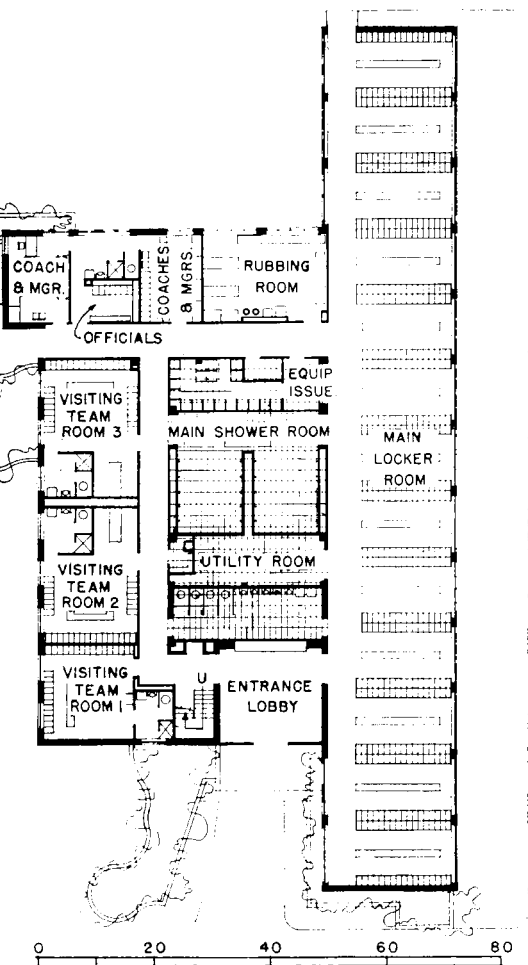 COACH
& MGR.
COACHES
& MGRS.
RUBBING
ROOM
OFFICIALS
EQUIP
ISSUE
VISITING
TEAM
ROOM 3
MAIN SHOWER ROOM
MAIN
LOCKER
ROOM
UTILITY ROOM
VISITING
TEAM
ROOM 2
VISITING
TEAM
ROOM 1
U
ENTRANCE
LOBBY
0 20 40 60 80